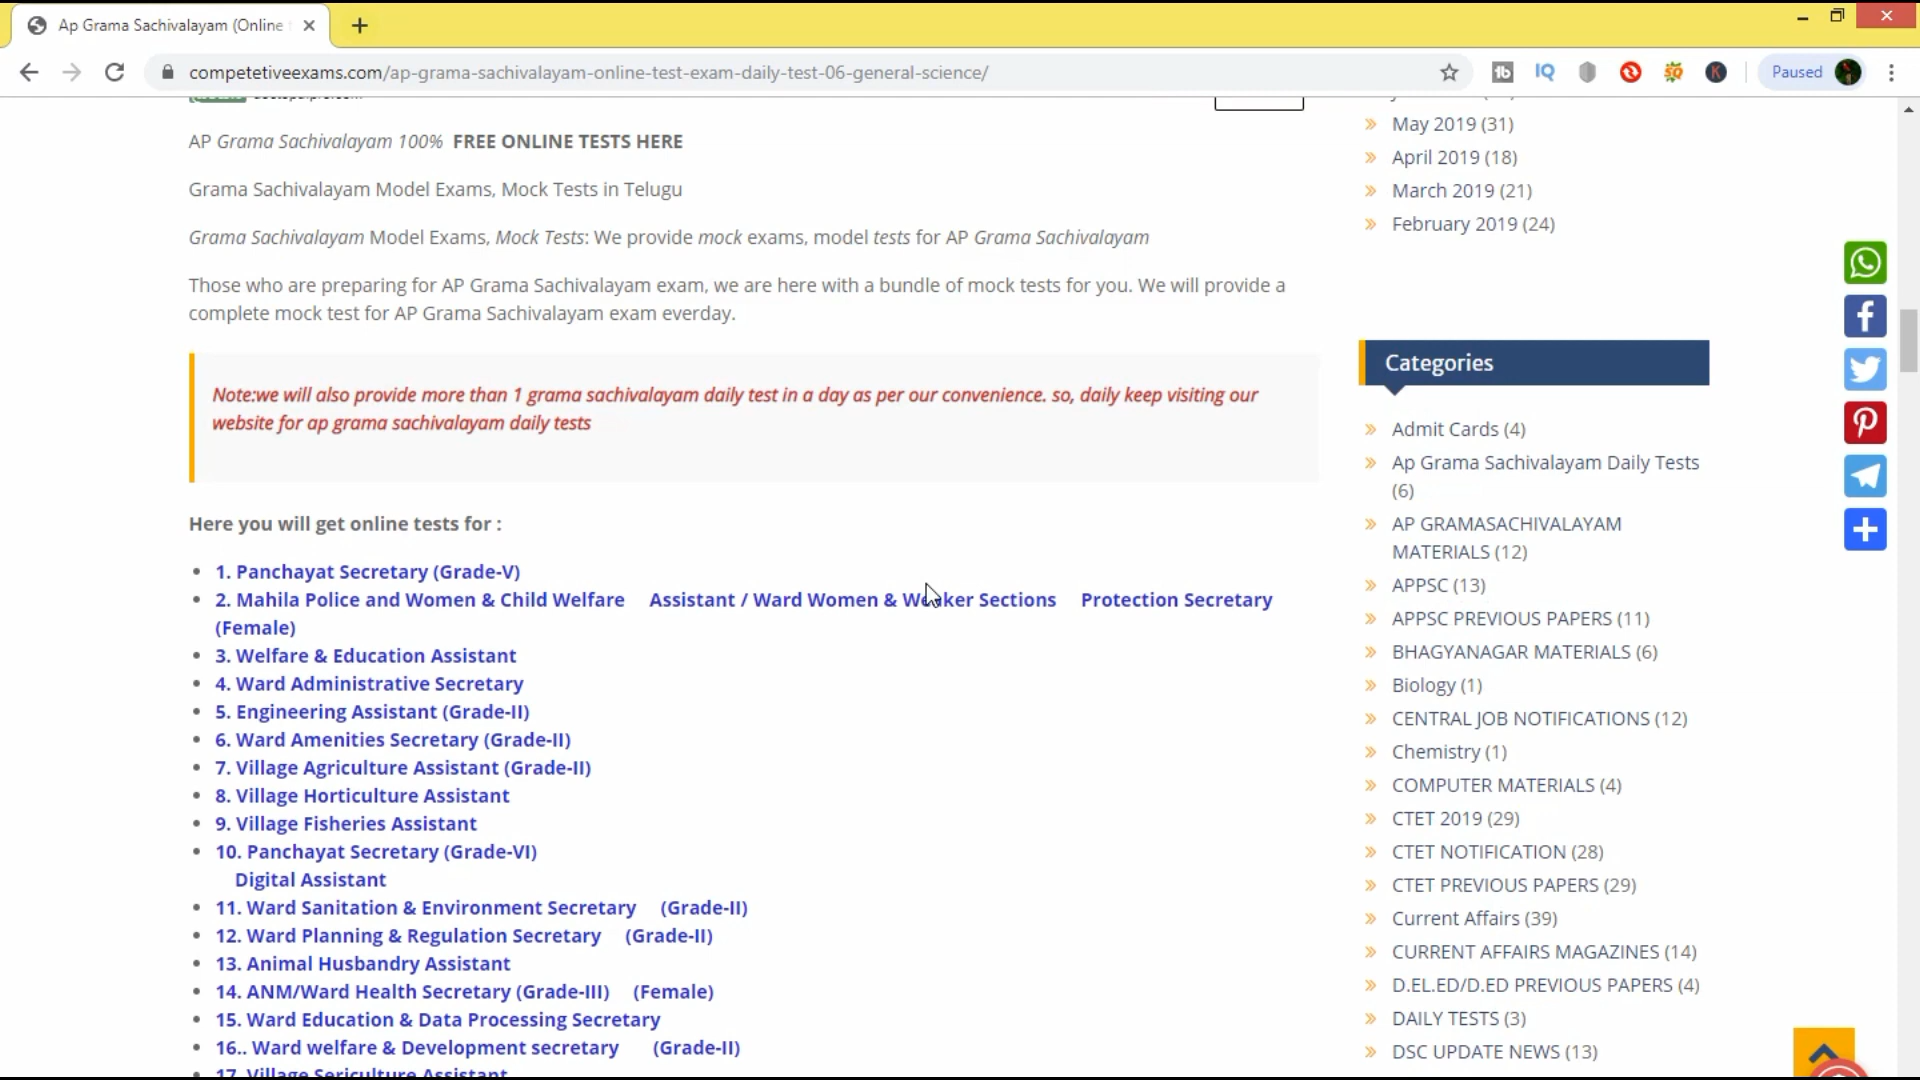 Ap Grama Sachivalayam (Online
competetiveexams.com/ap-grama-sachivalayam-online-test-exam-daily-test-06-general-science/
Paused
AP Grama Sachivalayam 100% FREE ONLINE TESTS HERE
Grama Sachivalayam Model Exams, Mock Tests in Telugu
Grama Sachivalayam Model Exams, Mock Tests: We provide mock exams, model tests for AP Grama Sachivalayam
Those who are preparing for AP Grama Sachivalayam exam, we are here with a bundle of mock tests for you. We will provide a
complete mock test for AP Grama Sachivalayam exam everday.
Note:we will also provide more than 1 grama sachivalayam daily test in a day as per our convenience. so, daily keep visiting our
website for ap grama sachivalayam daily tests
Here you will get online tests for :
1. Panchayat Secretary (Grade-V)
2. Mahila Police and Women & Child Welfare Assistant / Ward Women & Weaker Sections Protection Secretary
(Female)
3. Welfare & Education Assistant
4. Ward Administrative Secretary
5. Engineering Assistant (Grade-II)
6. Ward Amenities Secretary (Grade-II)
7. Village Agriculture Assistant (Grade-II)
8. Village Horticulture Assistant
9. Village Fisheries Assistant
10. Panchayat Secretary (Grade-VI)
Digital Assistant
11. Ward Sanitation & Environment Secretary (Grade-II)
12. Ward Planning & Regulation Secretary (Grade-II)
13. Animal Husbandry Assistant
14. ANM/Ward Health Secretary (Grade-III) (Female)
15. Ward Education & Data Processing Secretary
16.. Ward welfare & Development secretary (Grade-II)
17. Village Sericulture Assistant
May 2019 (31)
April 2019 (18)
March 2019 (21)
February 2019 (24)
Categories
Admit Cards (4)
Ap Grama Sachivalayam Daily Tests
(6)
AP GRAMASACHIVALAYAM
MATERIALS (12)
APPSC (13)
APPSC PREVIOUS PAPERS (11)
BHAGYANAGAR MATERIALS (6)
Biology (1)
CENTRAL JOB NOTIFICATIONS (12)
Chemistry (1)
COMPUTER MATERIALS (4)
CTET 2019 (29)
CTET NOTIFICATION (28)
CTET PREVIOUS PAPERS (29)
Current Affairs (39)
CURRENT AFFAIRS MAGAZINES (14)
D.EL.ED/D.ED PREVIOUS PAPERS (4)
DAILY TESTS (3)
DSC UPDATE NEWS (13)